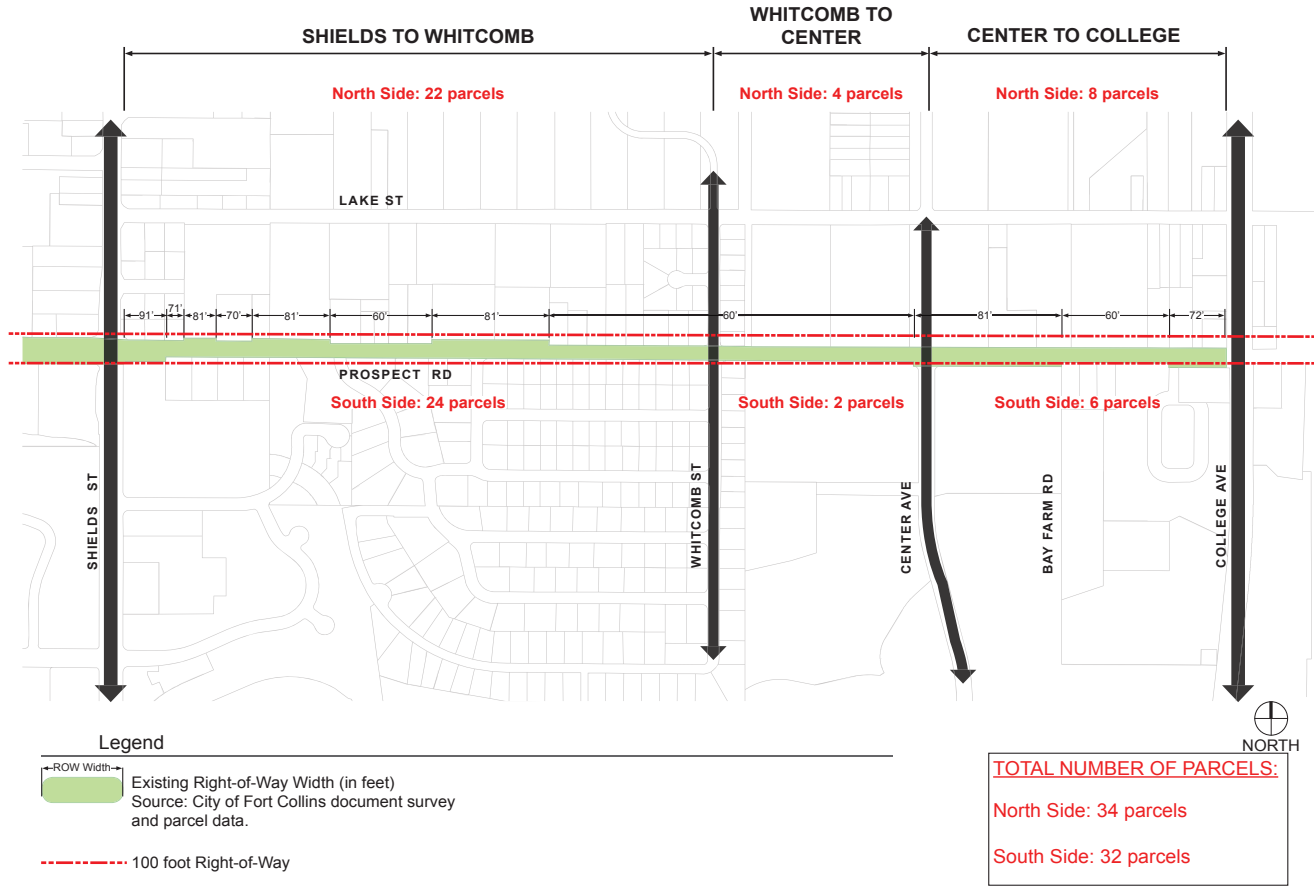 SHIELDS TO WHITCOMB
WHITCOMB TO
CENTER
CENTER TO COLLEGE
North Side: 22 parcels
North Side: 4 parcels
North Side: 8 parcels
LAKE ST
91'
71'
81'
70'
81'
60'
81'
60'
81'
60'
72'
PROSPECT RD
South Side: 24 parcels
South Side: 2 parcels
South Side: 6 parcels
SHIELDS ST
WHITCOMB ST
CENTER AVE
BAY FARM RD
COLLEGE AVE
NORTH
Legend
ROW Width
Existing Right-of-Way Width (in feet)
Source: City of Fort Collins document survey
and parcel data.
100 foot Right-of-Way
TOTAL NUMBER OF PARCELS:
North Side: 34 parcels
South Side: 32 parcels